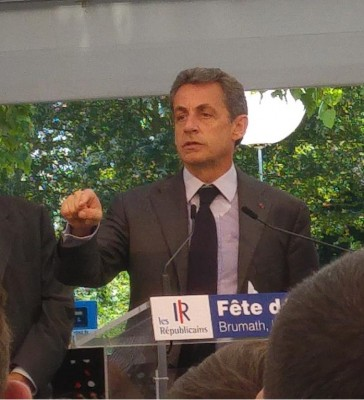 lR
les
Républicains
Fête d
Brumath,